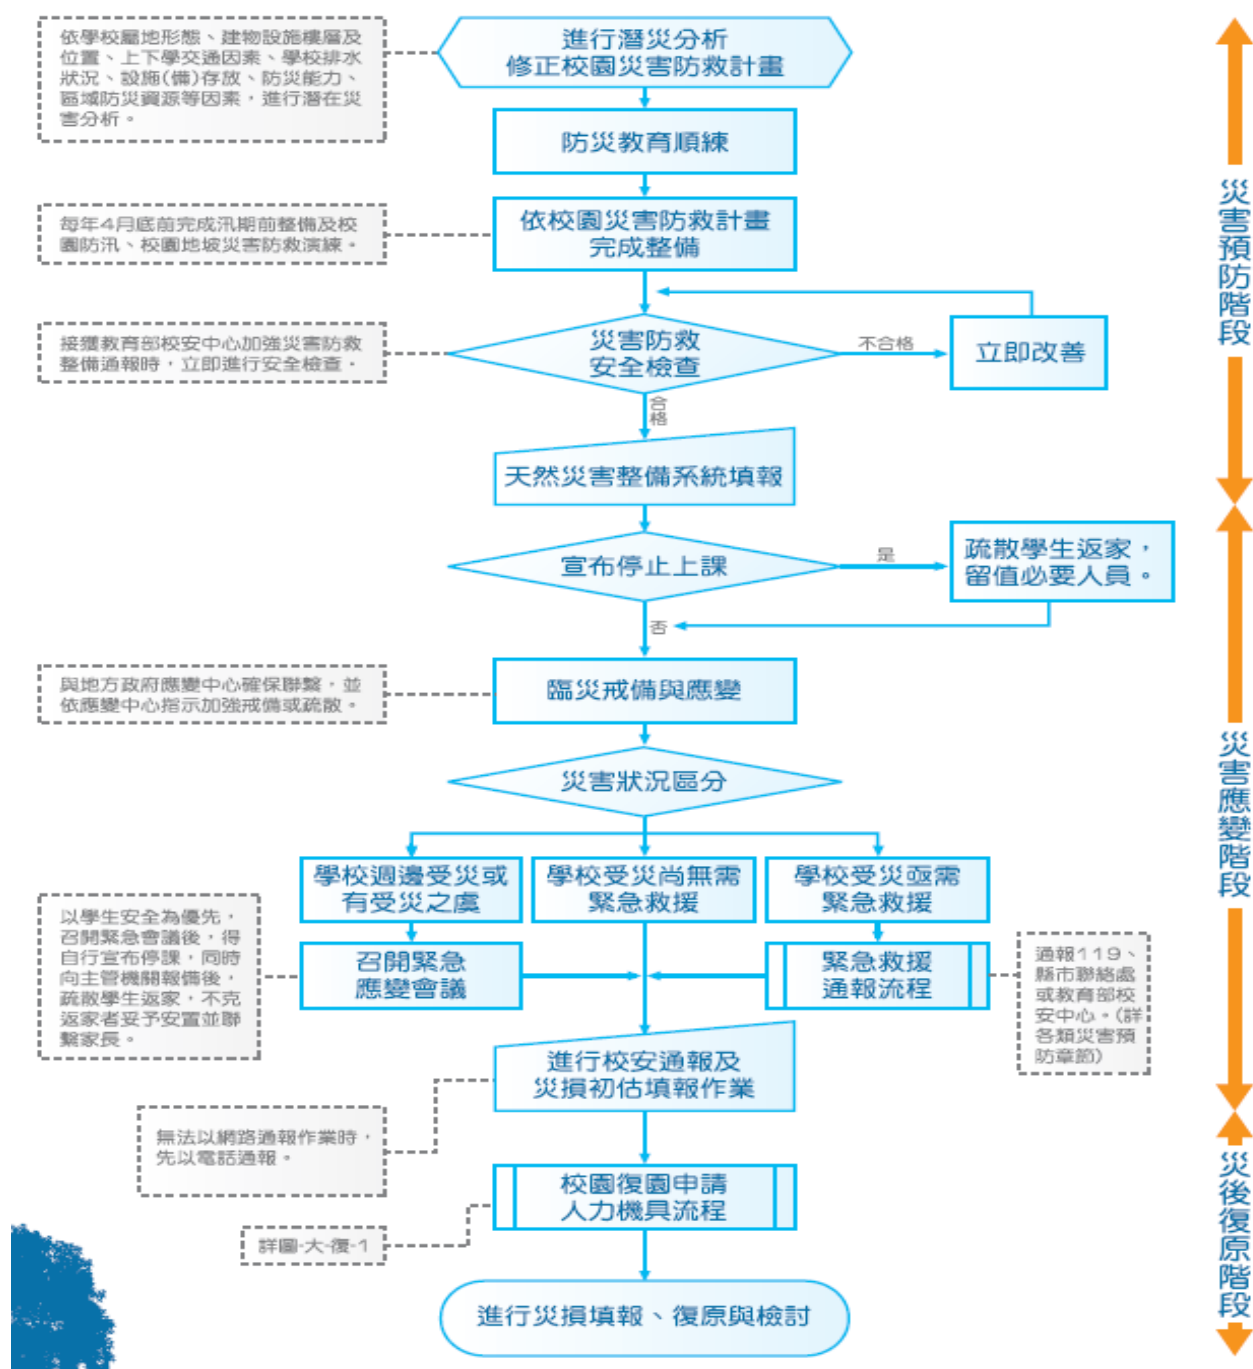 依學校屬地形態、建物設施樓層及
位置、上下學交通因素、學校排水
狀況、設施(備)存放、防災能力、
區域防災資源等因素，進行潛在災
害分析。
進行潛災分析
修正校園災害防救計畫
防災教育順練
每年4月底前完成汛期前整備及校
園防汛、校園地坡災害防救演練。
依校園災害防救計畫
完成整備
接獲教育部校安中心加強災害防救
整備通報時，立即進行安全檢查。
災害防救
安全檢查
不合格
立即改善
合格
天然災害整備系統填報
災害預防階段
宣布停止上課
是
疏散學生返家，
留值必要人員。
否
與地方政府應變中心確保聯繫，並
依應變中心指示加強戒備或疏散。
臨災戒備與應變
災害狀況區分
學校週邊受災或
有受災之虞
學校受災尚無需
緊急救援
學校受災亟需
緊急救援
以學生安全為優先，
召開緊急會議後，得
自行宣布停課，同時
向主管機關報備後，
疏散學生返家，不克
返家者妥予安置並聯
繫家長。
召開緊急
應變會議
緊急救援
通報流程
通報119、
縣市聯絡處
或教育部校
安中心。(詳
各類災害預
防章節)
進行校安通報及
災損初估填報作業
災害應變階段
無法以網路通報作業時，
先以電話通報。
校園復園申請
人力機具流程
詳圖-大-復-1
進行災損填報、復原與檢討
災後復原階段